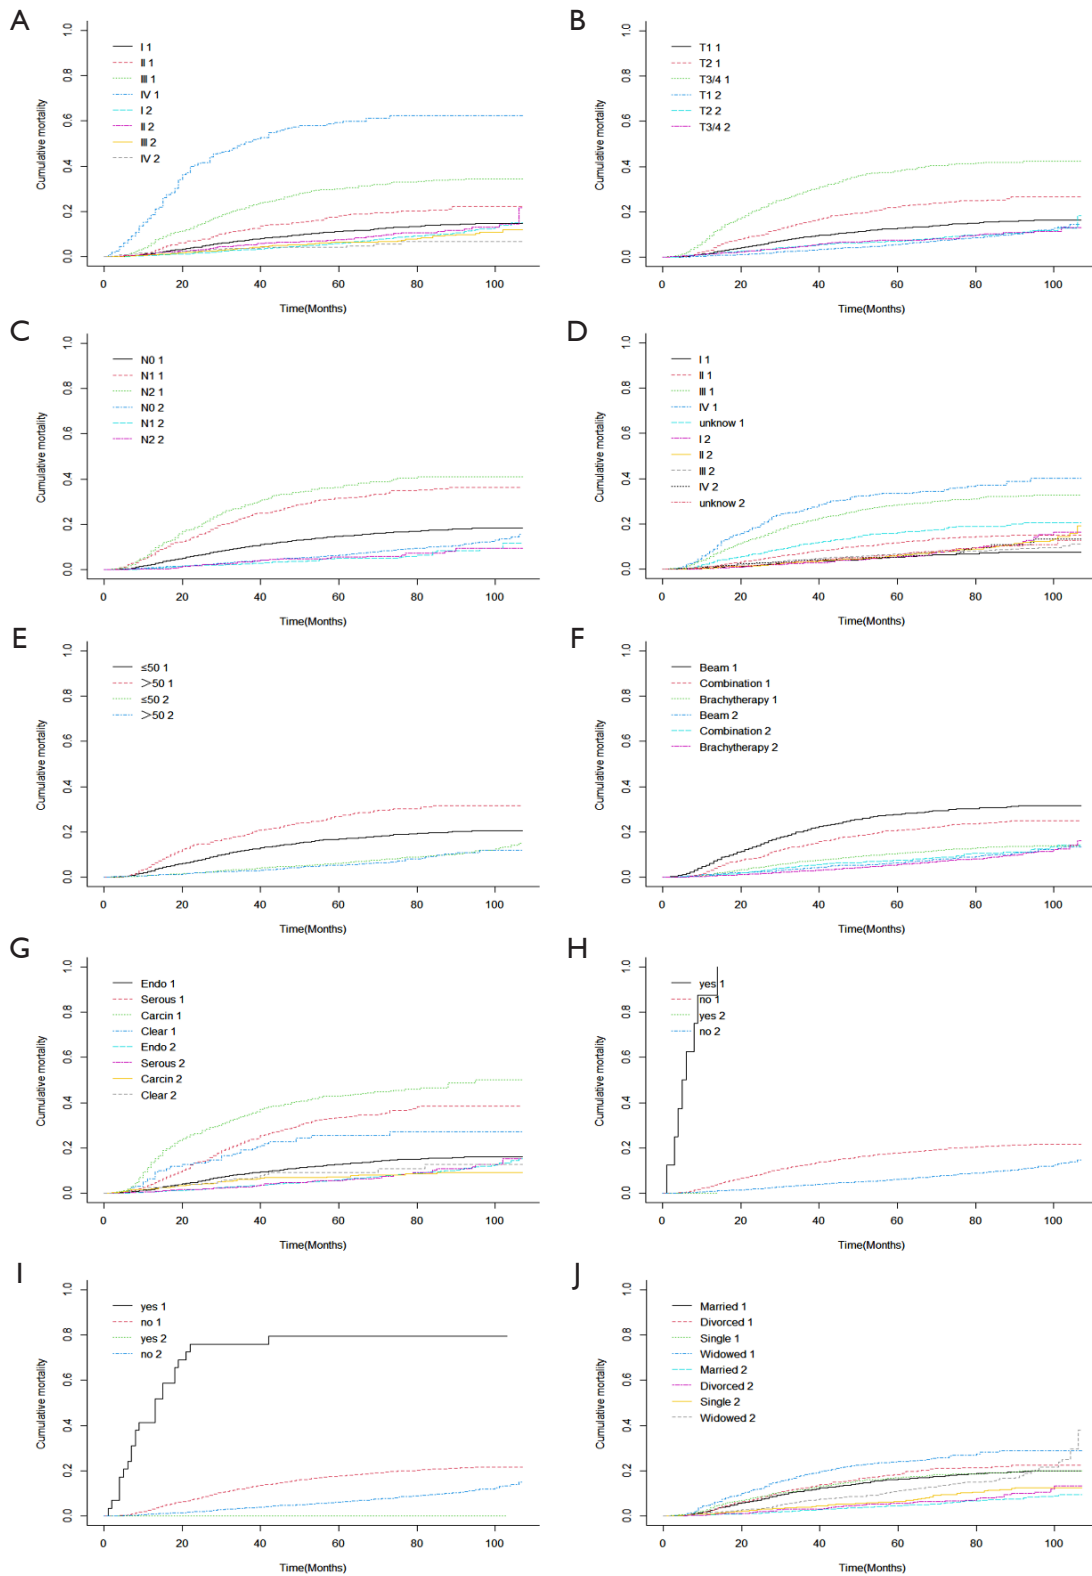 A
Cumulative mortality
1.0
0.8
0.6
0.4
0.2
0.0
I 1
II 1
III 1
IV 1
I 2
II 2
III 2
IV 2
0 20 40 60 80 100
Time(Months)
B
Cumulative mortality
1.0
0.8
0.6
0.4
0.2
0.0
T1 1
T2 1
T3/4 1
T1 2
T2 2
T3/4 2
0 20 40 60 80 100
Time(Months)
C
Cumulative mortality
1.0
0.8
0.6
0.4
0.2
0.0
N0 1
N1 1
N2 1
N0 2
N1 2
N2 2
0 20 40 60 80 100
Time(Months)
D
Cumulative mortality
1.0
0.8
0.6
0.4
0.2
0.0
I 1
II 1
III 1
IV 1
unknow 1
I 2
II 2
III 2
IV 2
unknow 2
0 20 40 60 80 100
Time(Months)
E
Cumulative mortality
1.0
0.8
0.6
0.4
0.2
0.0
≤50 1
＞50 1
≤50 2
＞50 2
0 20 40 60 80 100
Time(Months)
F
Cumulative mortality
1.0
0.8
0.6
0.4
0.2
0.0
Beam 1
Combination 1
Brachytherapy 1
Beam 2
Combination 2
Brachytherapy 2
0 20 40 60 80 100
Time(Months)
G
Cumulative mortality
1.0
0.8
0.6
0.4
0.2
0.0
Endo 1
Serous 1
Carcin 1
Clear 1
Endo 2
Serous 2
Carcin 2
Clear 2
0 20 40 60 80 100
Time(Months)
H
Cumulative mortality
1.0
0.8
0.6
0.4
0.2
0.0
yes 1
no 1
yes 2
no 2
0 20 40 60 80 100
Time(Months)
I
Cumulative mortality
1.0
0.8
0.6
0.4
0.2
0.0
yes 1
no 1
yes 2
no 2
0 20 40 60 80 100
Time(Months)
J
Cumulative mortality
1.0
0.8
0.6
0.4
0.2
0.0
Married 1
Divorced 1
Single 1
Widowed 1
Married 2
Divorced 2
Single 2
Widowed 2
0 20 40 60 80 100
Time(Months)